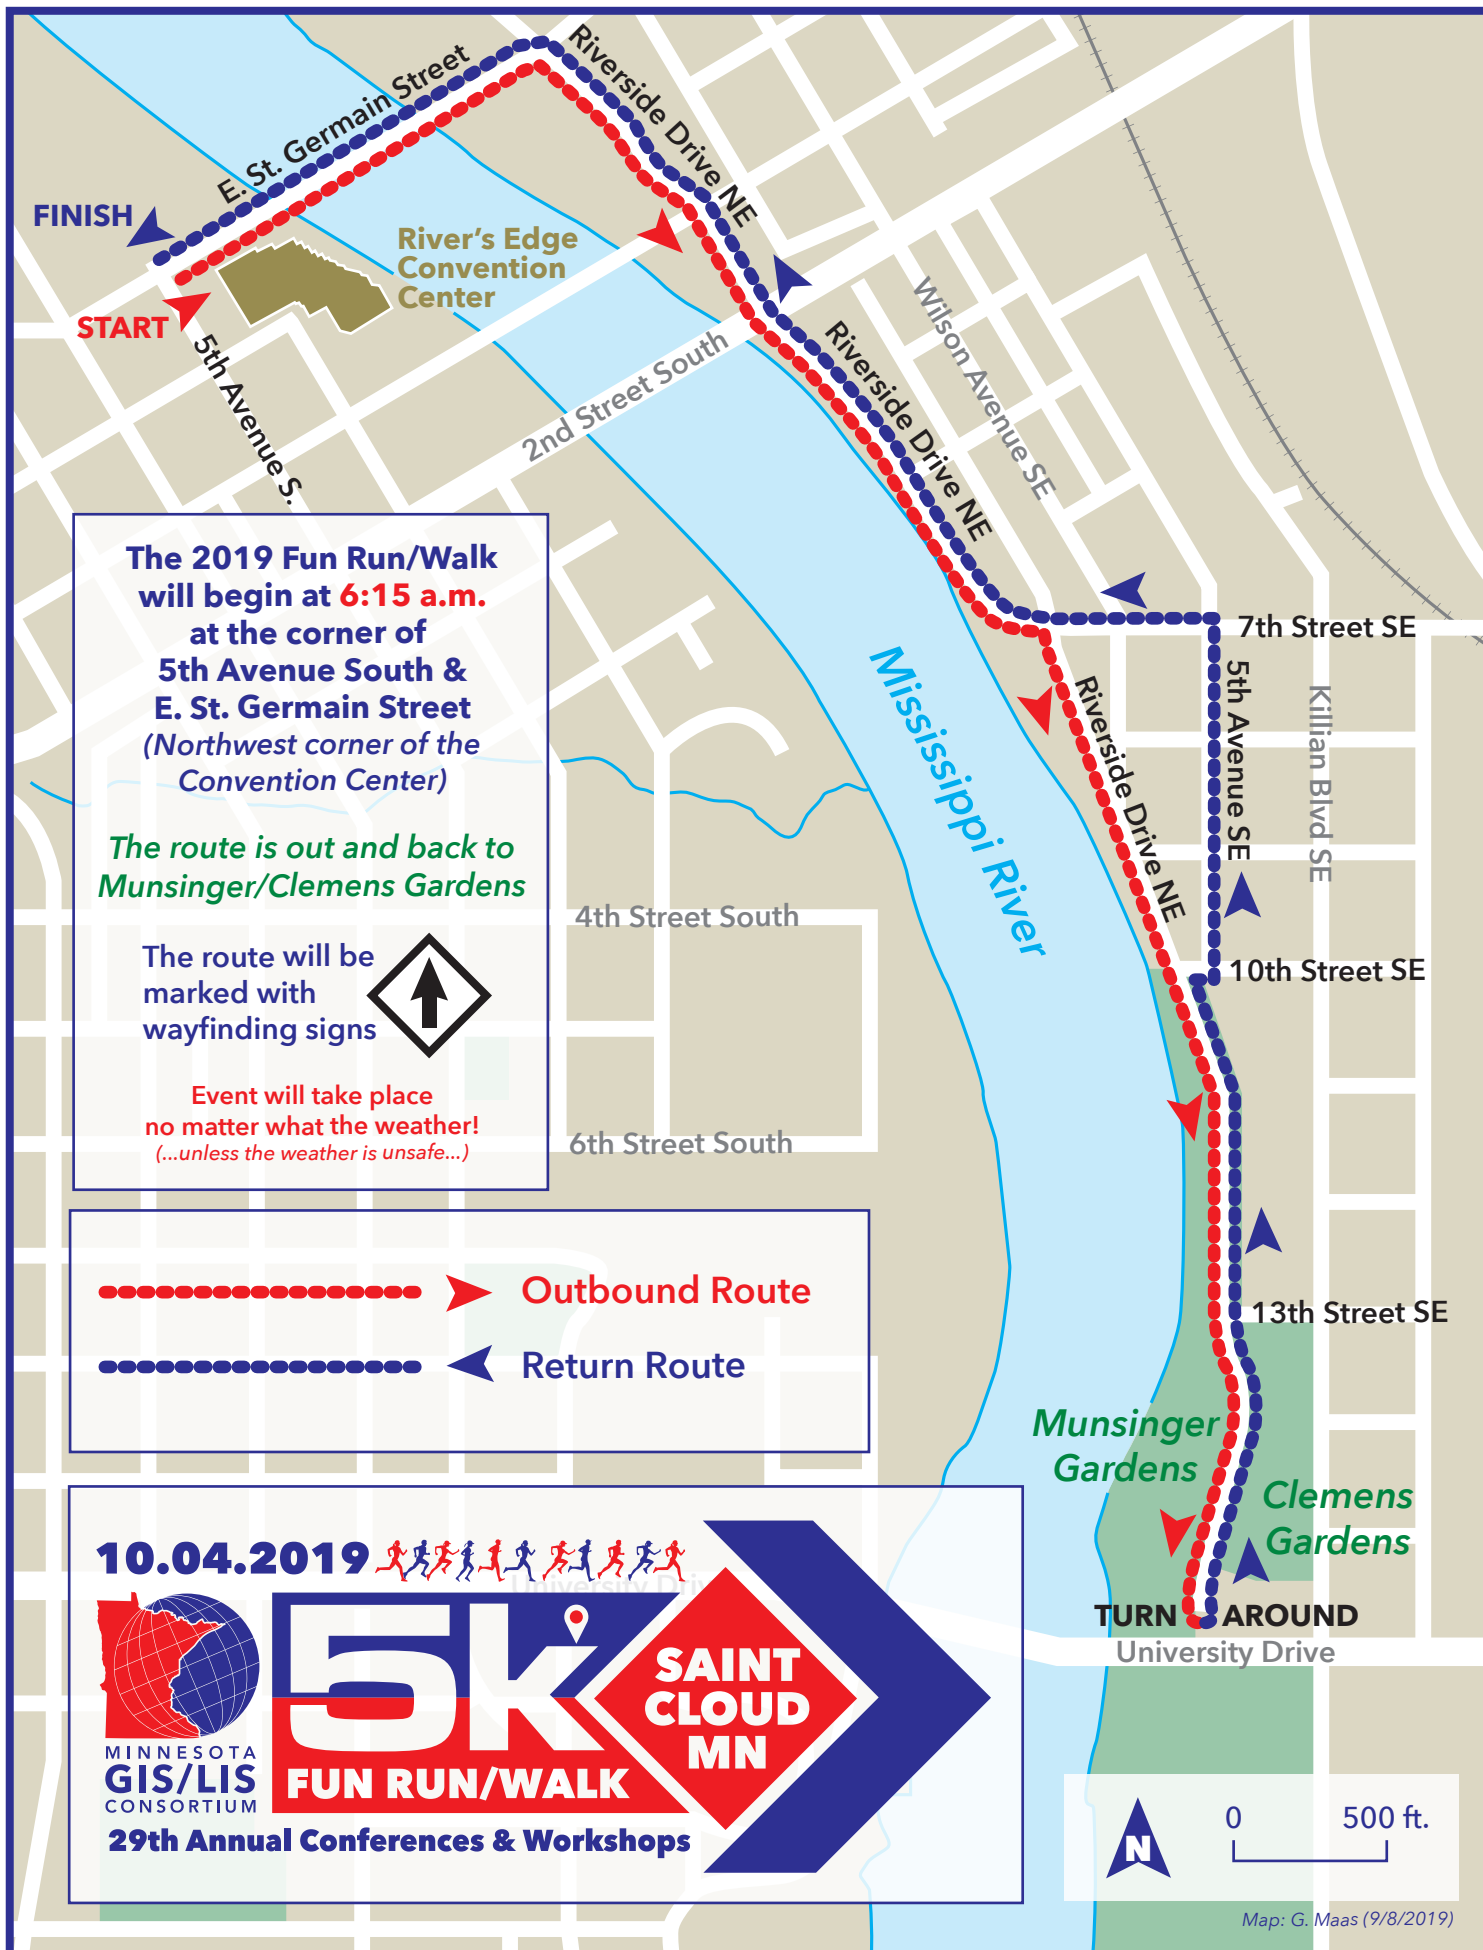 E. St. Germain Street
Riverside Drive NE
FINISH
START
River's Edge
Convention
Center
5th Avenue S.
2nd Street South
Riverside Drive NE
Wilson Avenue SE
The 2019 Fun Run/Walk
will begin at 6:15 a.m.
at the corner of
5th Avenue South &
E. St. Germain Street
(Northwest corner of the
Convention Center)
The route is out and back to
Munsinger/Clemens Gardens
The route will be
marked with
wayfinding signs
Event will take place
no matter what the weather!
(...unless the weather is unsafe...)
7th Street SE
5th Avenue SE
Killian Blvd SE
Riverside Drive NE
Mississippi River
4th Street South
10th Street SE
6th Street South
Outbound Route
Return Route
13th Street SE
Munsinger
Gardens
Clemens
Gardens
TURN AROUND
University Drive
10.04.2019
University Driv
5k
FUN RUN/WALK
SAINT
CLOUD
MN
MINNESOTA
GIS/LIS
CONSORTIUM
29th Annual Conferences & Workshops
N
0 500 ft.
Map: G. Maas (9/8/2019)